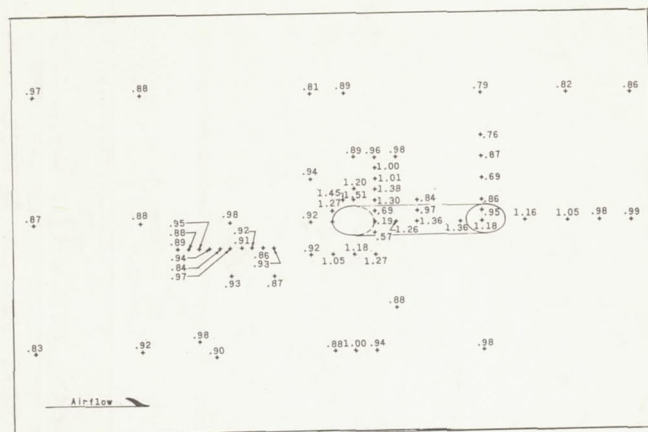 .97 .88 .81 .89 .79 .82 .86
.76
.89 .96 .98 .87
1.00
.94 1.01 .69
1.20 1.38
1.45 1.51 1.30 .84 .86
1.27 .69 .97 .95
.87 .88 .95 .98 .92 .19 1.36 1.36 1.18 1.16 1.05 .98 .99
.88 .92 1.26
.89 .91 .57
.94 .86 .92 1.18
.84 .93 1.05 1.27
.97 .93 .87
.88
.98
.83 .92 .90 .88 1.00 .94 .98
Airflow